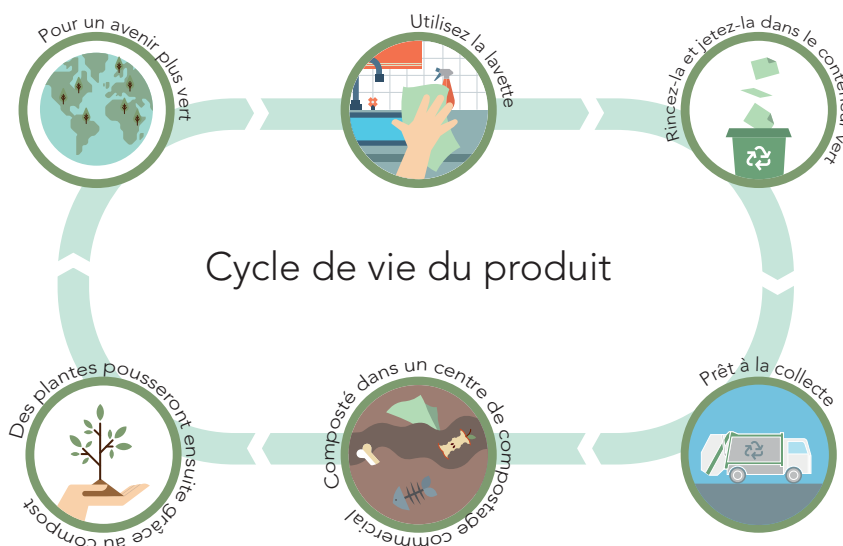 Pour un avenir plus vert
Utilisez la lavette
Rincez-la et jetez-la dans le conteneur vert
Cycle de vie du produit
Des plantes pousseront ensuite grâce au compost
Composté dans un centre de compostage commercial
Prêt à la collecte